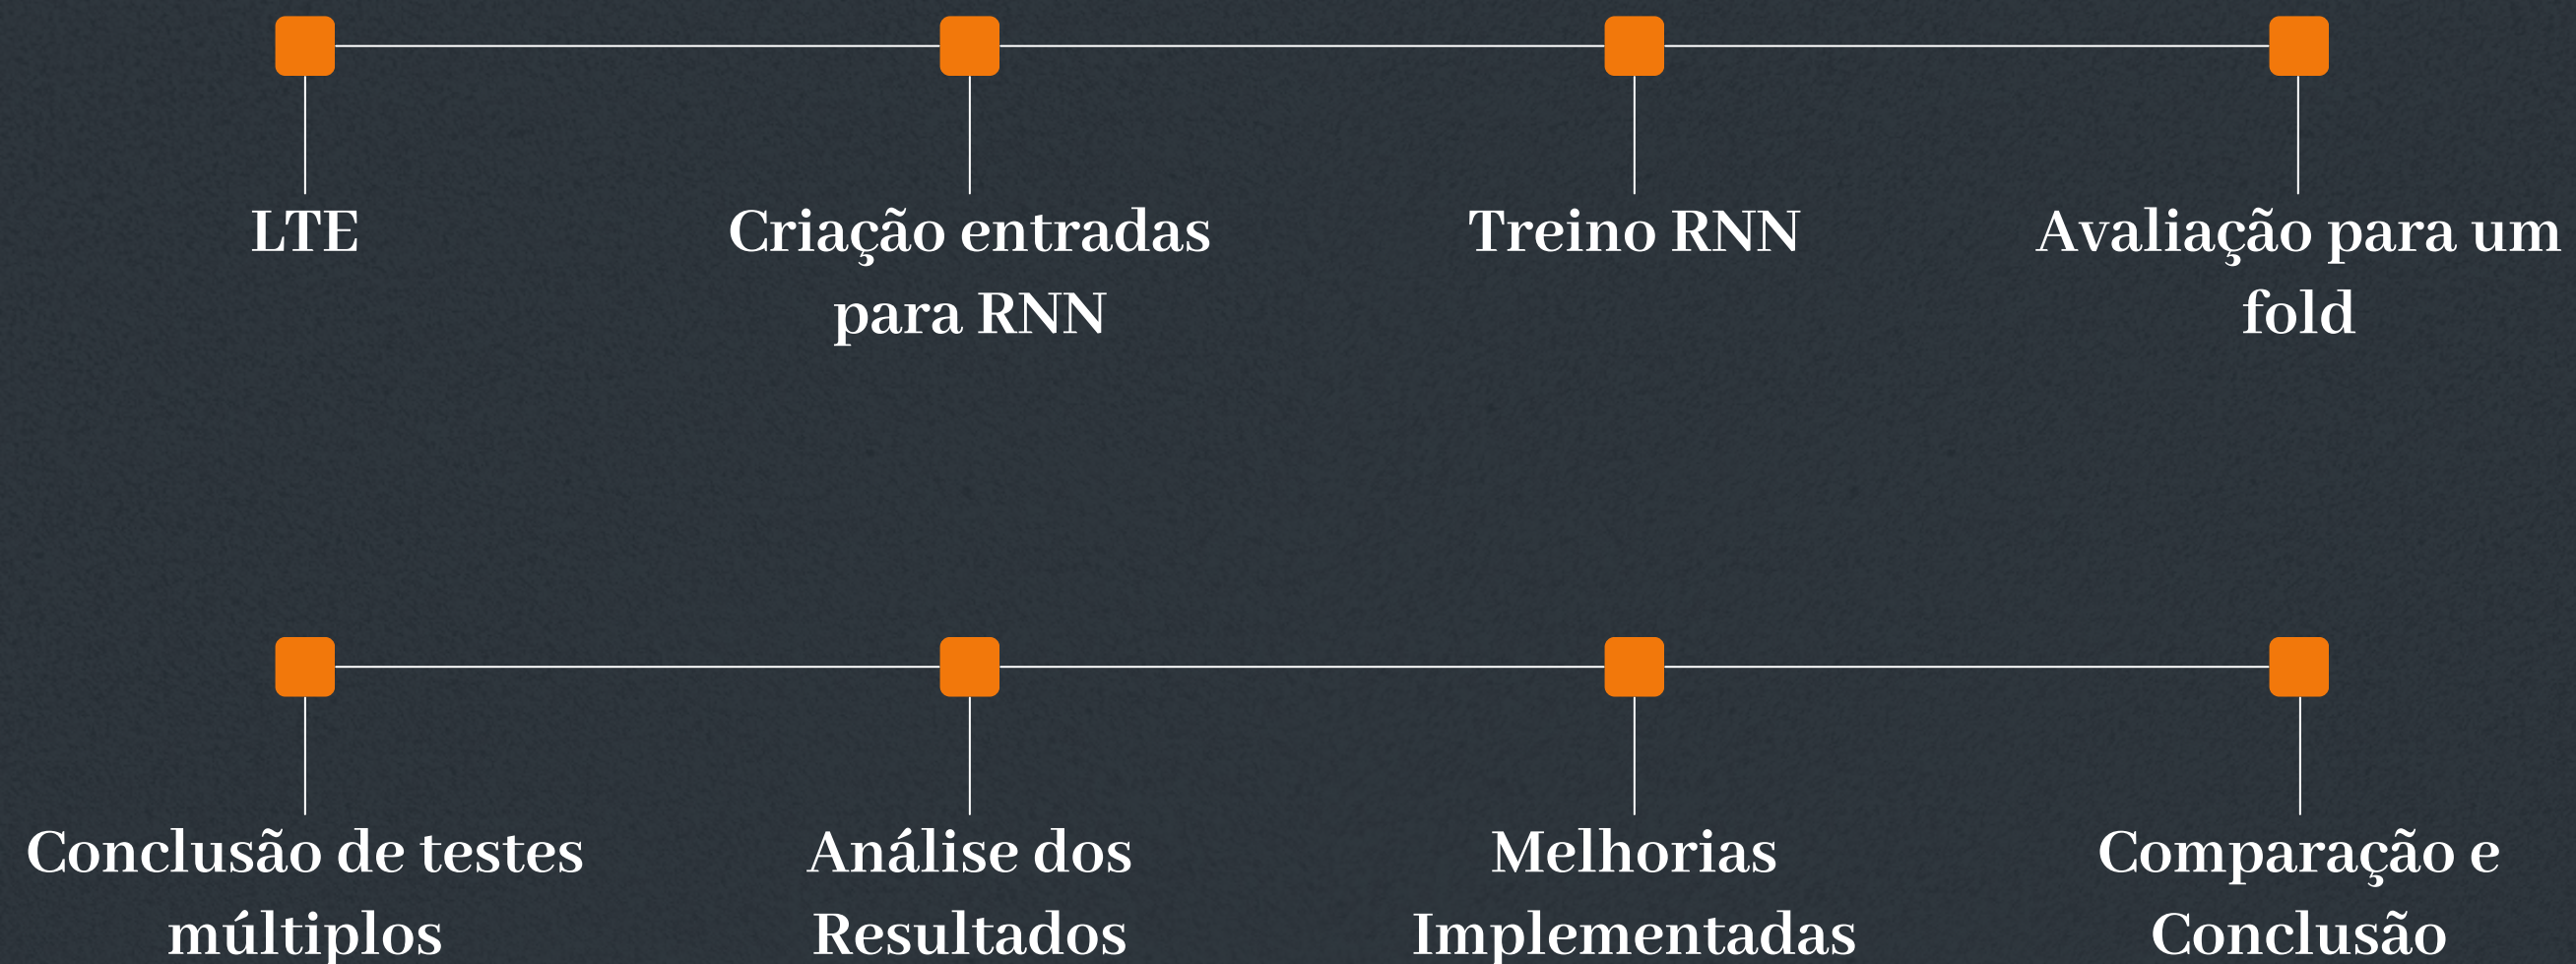 LTE
Criação entradas
para RNN
Treino RNN
Avaliação para um
fold
Conclusão de testes
múltiplos
Análise dos
Resultados
Melhorias
Implementadas
Comparação e
Conclusão